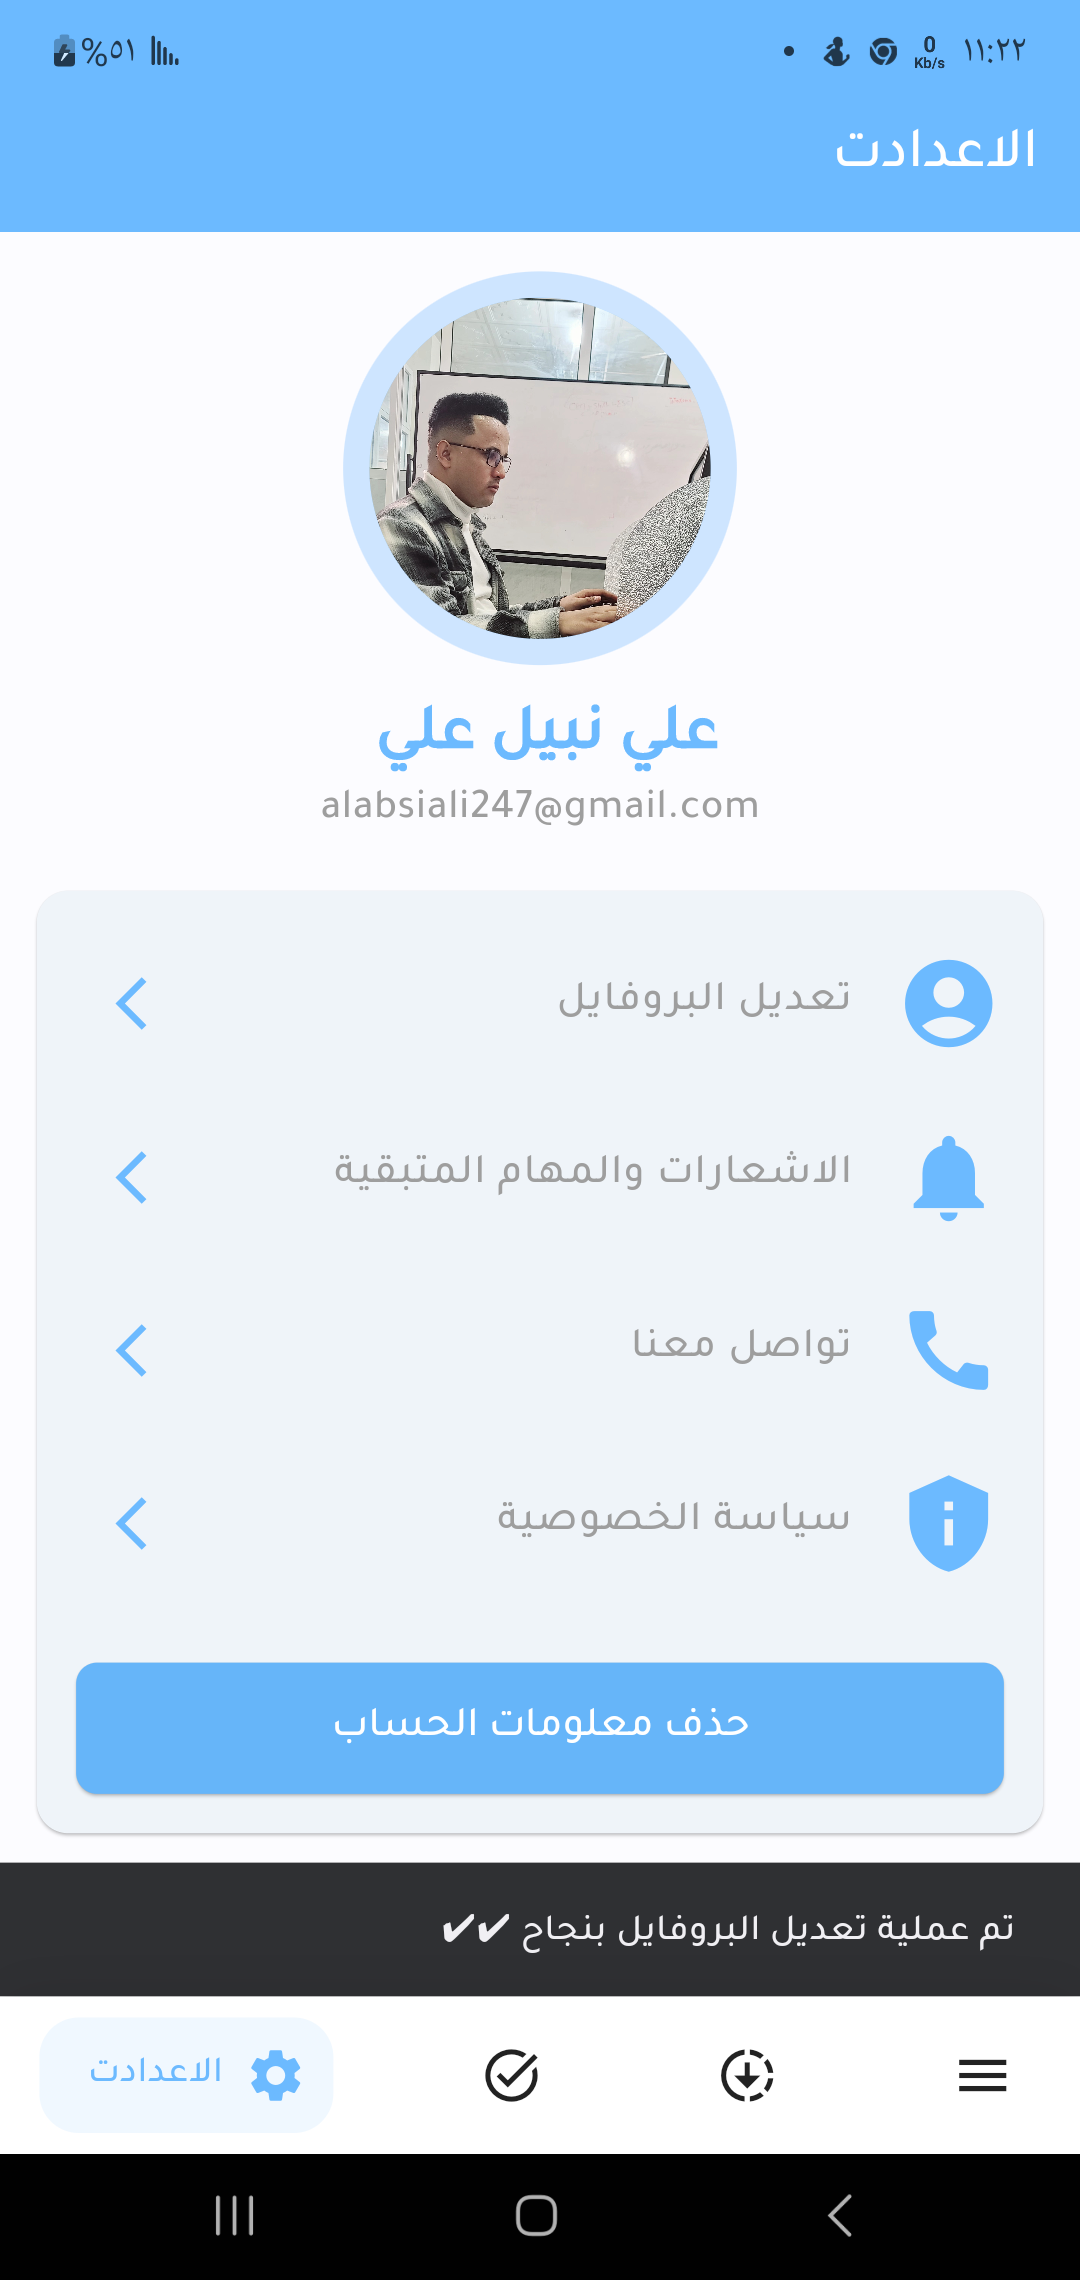 ١١:٢٢ 0 Kb/s %٥١
الاعدادت
علي نبيل علي
alabsiali247@gmail.com
تعديل البروفايل
الاشعارات والمهام المتبقية
تواصل معنا
سياسة الخصوصية
حذف معلومات الحساب
تم عملية تعديل البروفايل بنجاح ✔✔
الاعدادت